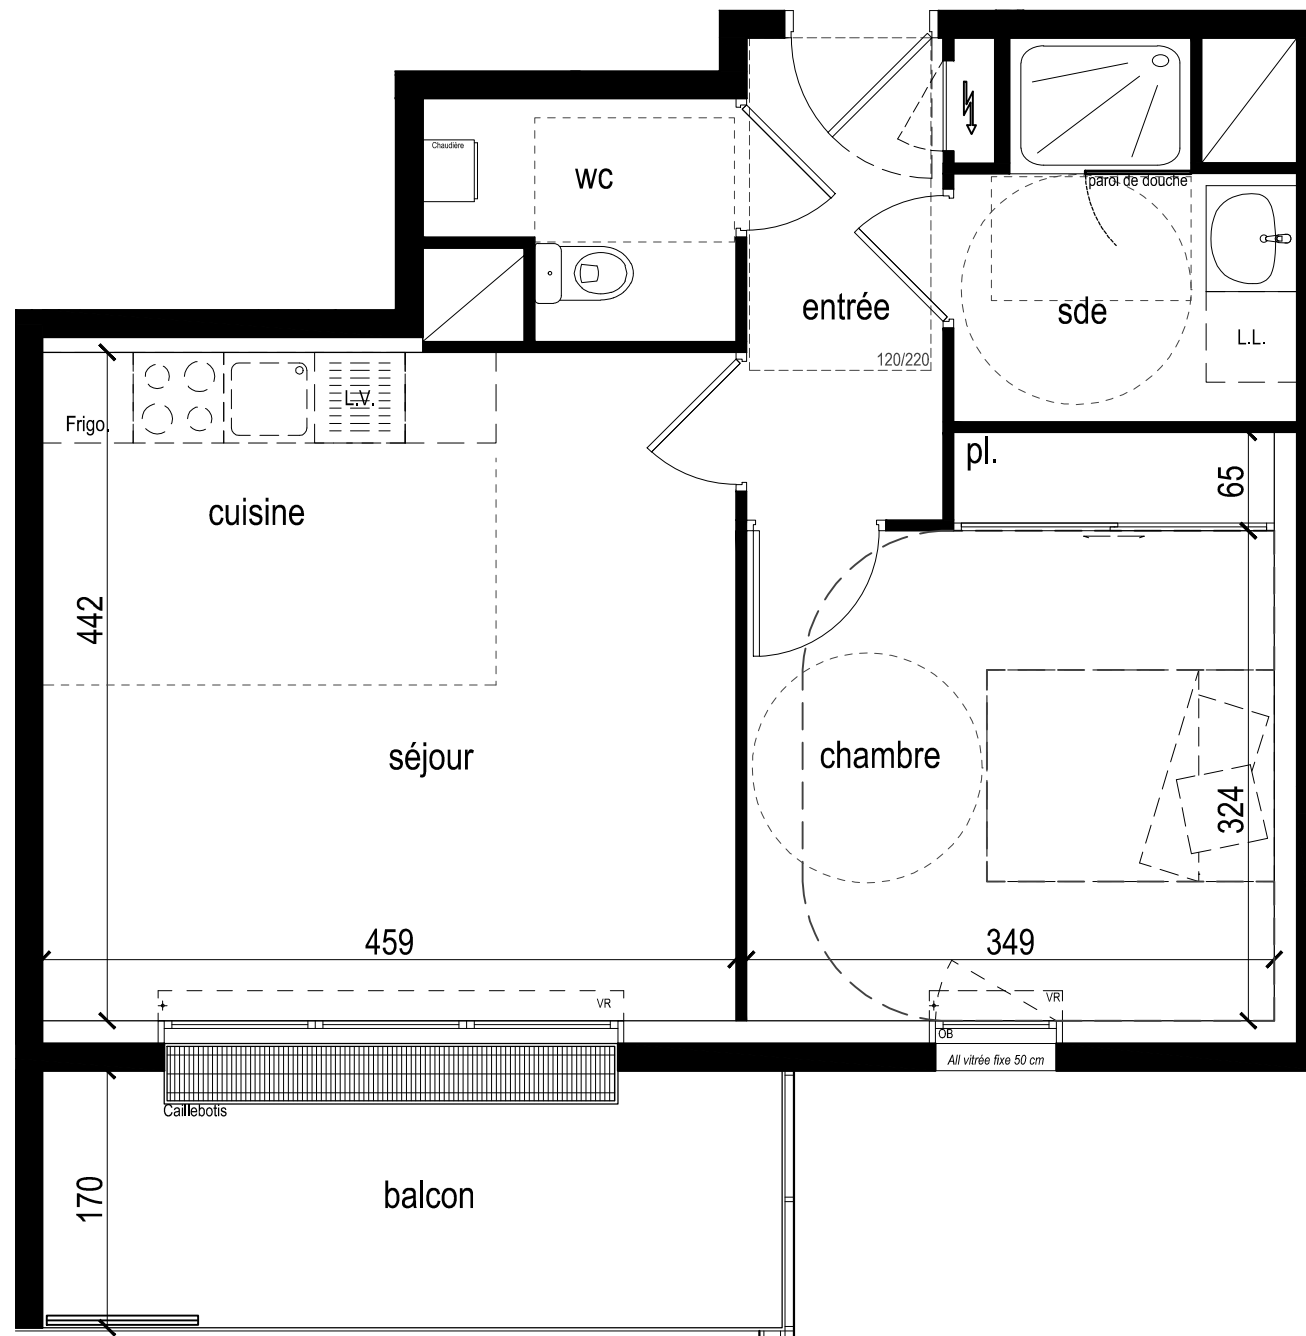 Chaudière
wc
parol de douche
entrée
sde
120/220
L.L.
Frigo.
L.V.
pl.
65
cuisine
442
séjour
chambre
324
459
349
VR
VR
OB
All vitrée fixe 50 cm
Caillebotis
170
balcon